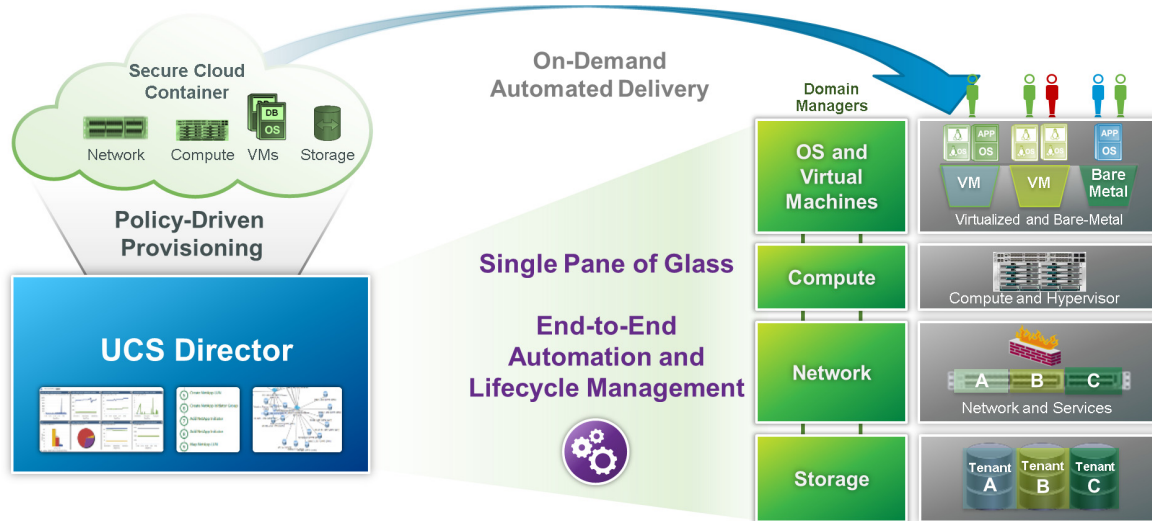 Secure Cloud
Container
DB
OS
Network
Compute
VMs
Storage
Policy-Driven
Provisioning
UCS Director
On-Demand
Automated Delivery
Single Pane of Glass
End-to-End
Automation and
Lifecycle Management
Domain
Managers
OS and
Virtual
Machines
Compute
Network
Storage
APP
OS
OS
OS
OS
APP
OS
VM
VM
Bare
Metal
Virtualized and Bare-Metal
Compute and Hypervisor
A
B
C
Network and Services
Tenant
A
Tenant
B
Tenant
C